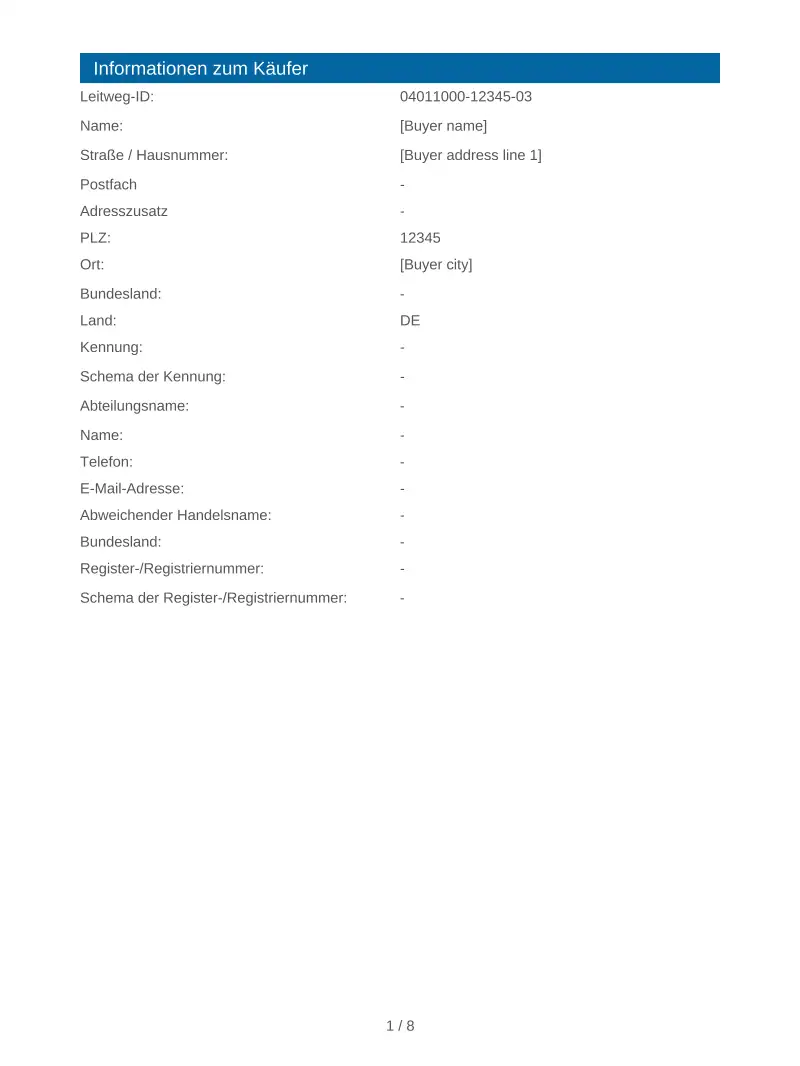 Informationen zum Käufer
Leitweg-ID: 04011000-12345-03
Name: [Buyer name]
Straße / Hausnummer: [Buyer address line 1]
Postfach -
Adresszusatz -
PLZ: 12345
Ort: [Buyer city]
Bundesland: -
Land: DE
Kennung: -
Schema der Kennung: -
Abteilungsname: -
Name: -
Telefon: -
E-Mail-Adresse: -
Abweichender Handelsname: -
Bundesland: -
Register-/Registriernummer: -
Schema der Register-/Registriernummer: -
1 / 8